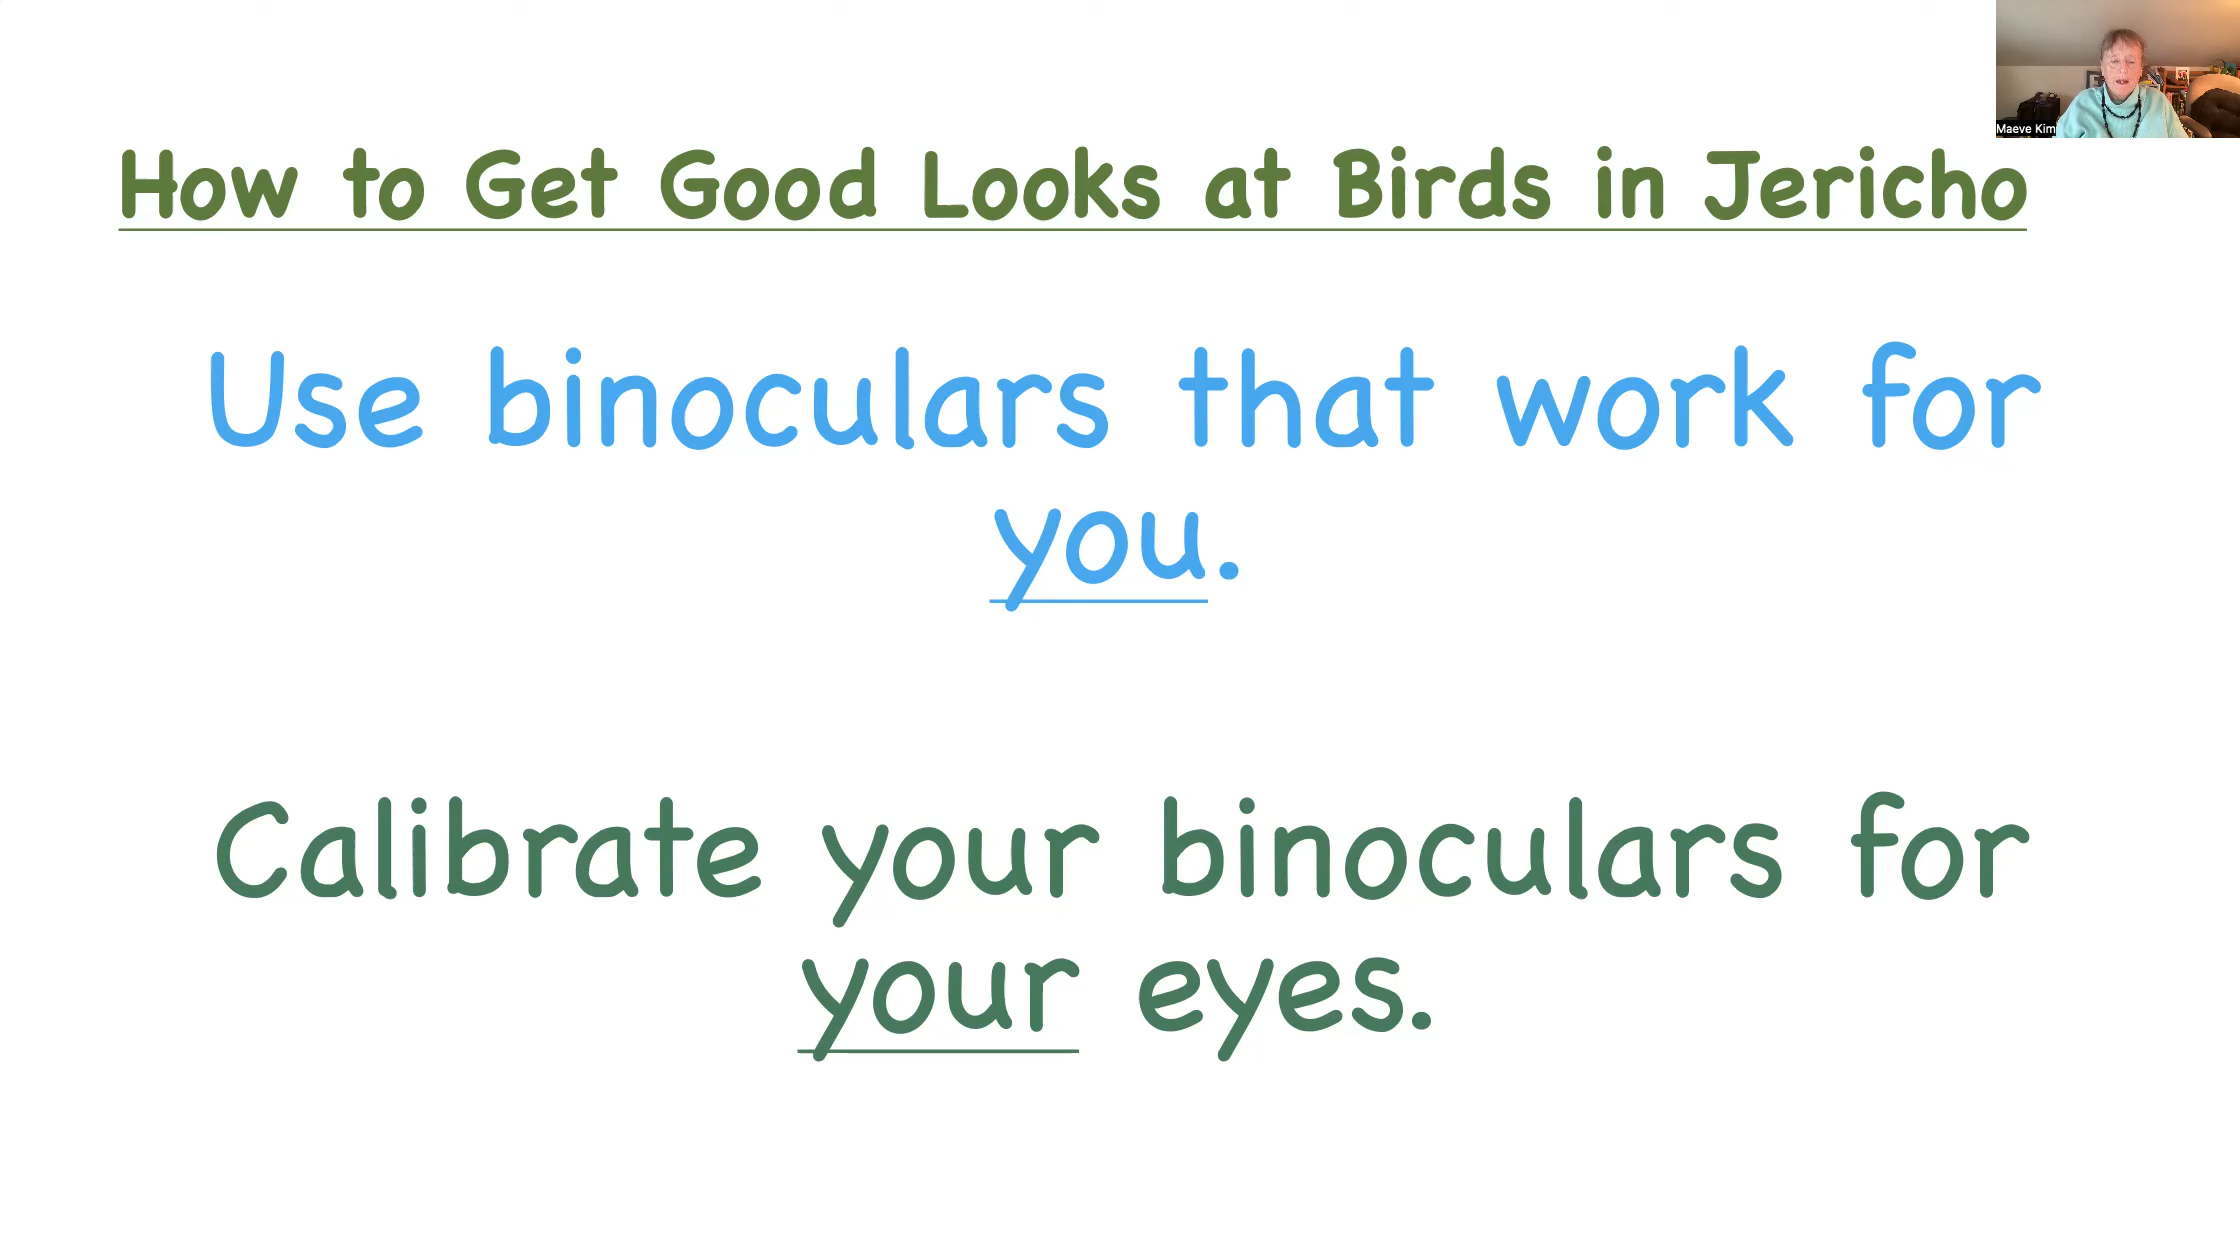 Maeve Kim
How to Get Good Looks at Birds in Jericho
Use binoculars that work for
you.
Calibrate your binoculars for
your eyes.